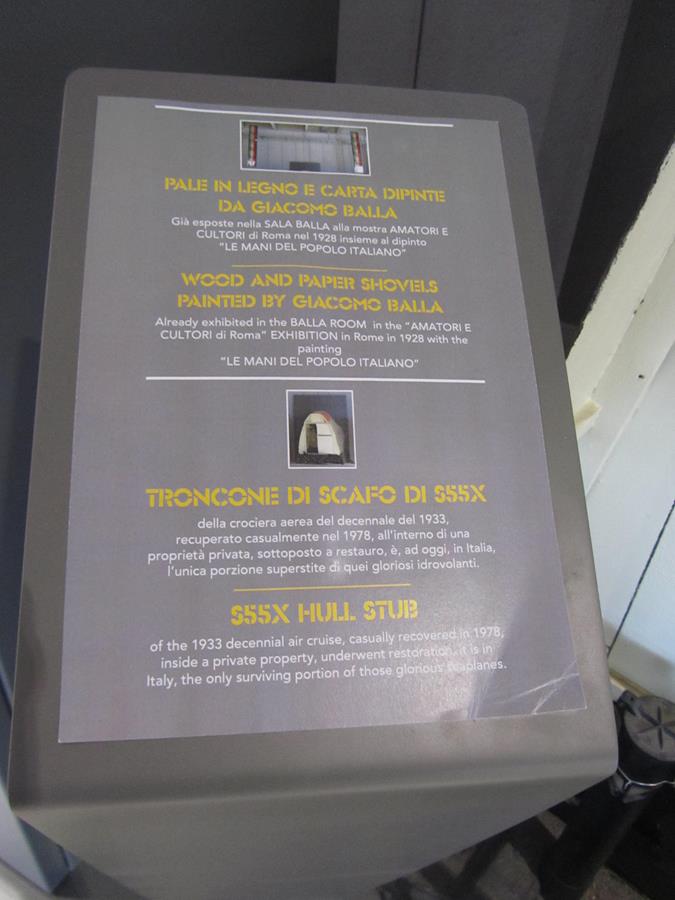 PALE IN LEGNO E CARTA DIPINTE
DA GIACOMO BALLA
Già esposte nella SALA BALLA alla mostra AMATORI E
CULTORI di Roma nel 1928 insieme al dipinto
"LE MANI DEL POPOLO ITALIANO"
WOOD AND PAPER SHOVELS
PAINTED BY GIACOMO BALLA
Already exhibited in the BALLA ROOM in the "AMATORI E
CULTORI di Roma" EXHIBITION in Rome in 1928 with the
painting
"LE MANI DEL POPOLO ITALIANO"
TRONCONE DI SCAFO DI S55X
della crociera aerea del decennale del 1933,
recuperato casualmente nel 1978, all'interno di una
proprietà privata, sottoposto a restauro, è, ad oggi, in Italia,
l'unica porzione superstite di quei gloriosi idrovolanti.
S55X HULL STUB
of the 1933 decennial air cruise, casually recovered in 1978,
inside a private property, underwent restoration, it is in
Italy, the only surviving portion of those glorious seaplanes.